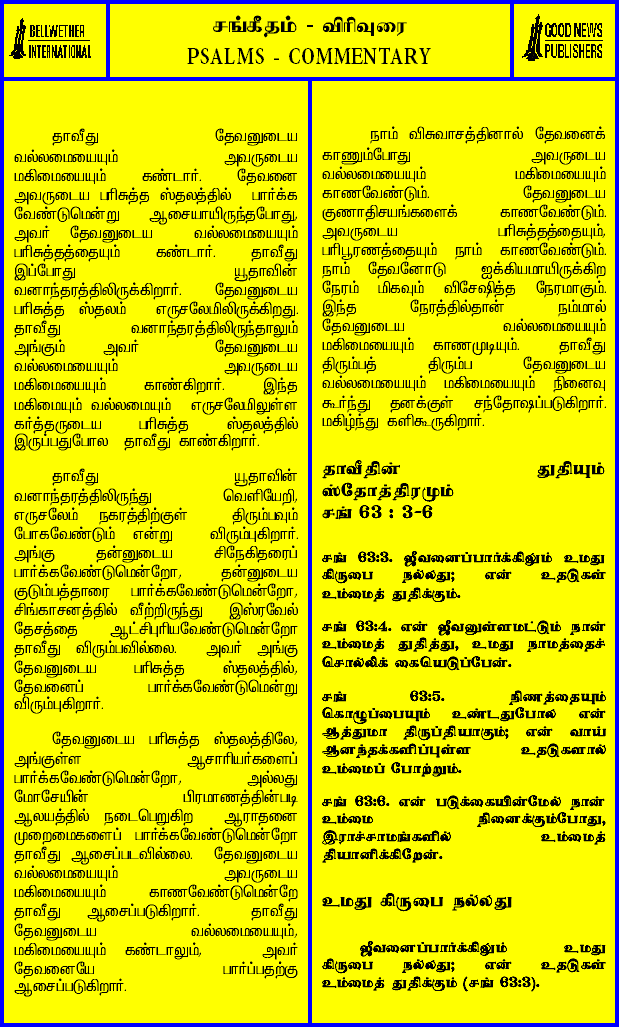 BELLWETHER
INTERNATIONAL
சங்கீதம் - விரிவுரை
PSALMS - COMMENTARY
GOOD NEWS
PUBLISHERS
தாவீது தேவனுடைய
வல்லமையையும் அவருடைய
மகிமையையும் கண்டார். தேவனை
அவருடைய பரிசுத்த ஸ்தலத்தில் பார்க்க
வேண்டுமென்று ஆசையாயிருந்தபோது,
அவர் தேவனுடைய வல்லமையையும்
பரிசுத்தத்தையும் கண்டார். தாவீது
இப்போது யூதாவின்
வனாந்தரத்திலிருக்கிறார். தேவனுடைய
பரிசுத்த ஸ்தலம் எருசலேமிலிருக்கிறது.
தாவீது வனாந்தரத்திலிருந்தாலும்
அங்கும் அவர் தேவனுடைய
வல்லமையையும் அவருடைய
மகிமையையும் காண்கிறார். இந்த
மகிமையும் வல்லமையும் எருசலேமிலுள்ள
கர்த்தருடைய பரிசுத்த ஸ்தலத்தில்
இருப்பதுபோல தாவீது காண்கிறார்.
தாவீது யூதாவின்
வனாந்தரத்திலிருந்து வெளியேறி,
எருசலேம் நகரத்திற்குள் திரும்பவும்
போகவேண்டும் என்று விரும்புகிறார்.
அங்கு தன்னுடைய சிநேகிதரைப்
பார்க்கவேண்டுமென்றோ, தன்னுடைய
குடும்பத்தாரை பார்க்கவேண்டுமென்றோ,
சிங்காசனத்தில் வீற்றிருந்து இஸ்ரவேல்
தேசத்தை ஆட்சிபுரியவேண்டுமென்றோ
தாவீது விரும்பவில்லை. அவர் அங்கு
தேவனுடைய பரிசுத்த ஸ்தலத்தில்,
தேவனைப் பார்க்கவேண்டுமென்று
விரும்புகிறார்.
தேவனுடைய பரிசுத்த ஸ்தலத்திலே,
அங்குள்ள ஆசாரியர்களைப்
பார்க்கவேண்டுமென்றோ, அல்லது
மோசேயின் பிரமாணத்தின்படி
ஆலயத்தில் நடைபெறுகிற ஆராதனை
முறைமைகளைப் பார்க்கவேண்டுமென்றோ
தாவீது ஆசைப்படவில்லை. தேவனுடைய
வல்லமையையும் அவருடைய
மகிமையையும் காணவேண்டுமென்றே
தாவீது ஆசைப்படுகிறார். தாவீது
தேவனுடைய வல்லமையையும்,
மகிமையையும் கண்டாலும், அவர்
தேவனையே பார்ப்பதற்கு
ஆசைப்படுகிறார்.
நாம் விசுவாசத்தினால் தேவனைக்
காணும்போது அவருடைய
வல்லமையையும் மகிமையையும்
காணவேண்டும். தேவனுடைய
குணாதிசயங்களைக் காணவேண்டும்.
அவருடைய பரிசுத்தத்தையும்,
பரிபூரணத்தையும் நாம் காணவேண்டும்.
நாம் தேவனோடு ஐக்கியமாயிருக்கிற
நேரம் மிகவும் விசேஷித்த நேரமாகும்.
இந்த நேரத்தில்தான் நம்மால்
தேவனுடைய வல்லமையையும்
மகிமையையும் காணமுடியும். தாவீது
திரும்பத் திரும்ப தேவனுடைய
வல்லமையையும் மகிமையையும் நினைவு
கூர்ந்து தனக்குள் சந்தோஷப்படுகிறார்.
மகிழ்ந்து களிகூருகிறார்.
தாவீதின் துதியும்
ஸ்தோத்திரமும்
சங் 63 : 3-6
சங் 63:3. ஜீவனைப்பார்க்கிலும் உமது
கிருபை நல்லது; என் உதடுகள்
உம்மைத் துதிக்கும்.
சங் 63:4. என் ஜீவனுள்ளமட்டும் நான்
உம்மைத் துதித்து, உமது நாமத்தைச்
சொல்லிக் கையெடுப்பேன்.
சங் 63:5. நிணத்தையும்
கொழுப்பையும் உண்டதுபோல என்
ஆத்துமா திருப்தியாகும்; என் வாய்
ஆனந்தக்களிப்புள்ள உதடுகளால்
உம்மைப் போற்றும்.
சங் 63:6. என் படுக்கையின்மேல் நான்
உம்மை நினைக்கும்போது,
இராச்சாமங்களில் உம்மைத்
தியானிக்கிறேன்.
உமது கிருபை நல்லது
ஜீவனைப்பார்க்கிலும் உமது
கிருபை நல்லது; என் உதடுகள்
உம்மைத் துதிக்கும் (சங் 63:3).